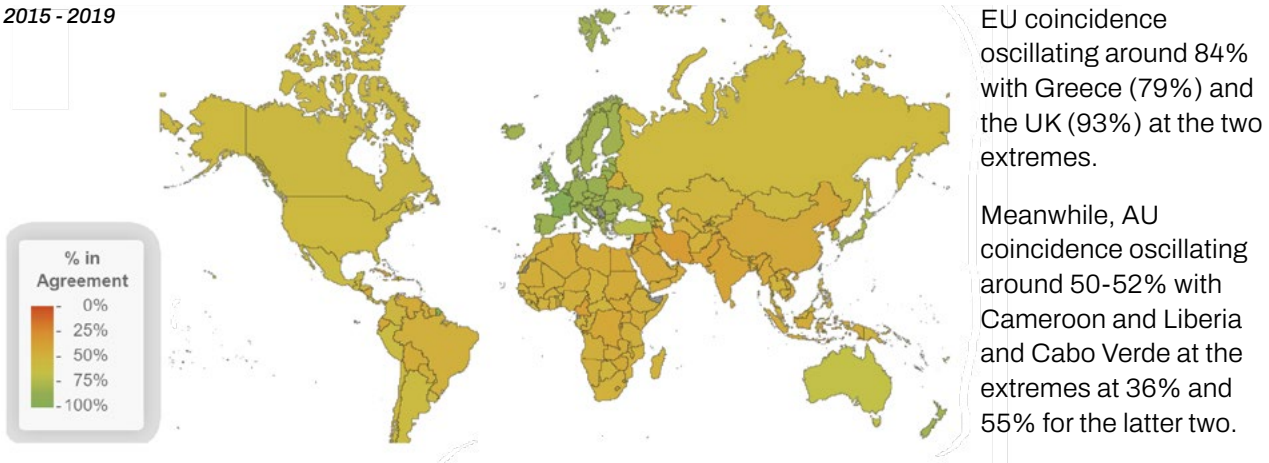 2015 - 2019
% in
Agreement
0%
25%
50%
75%
100%
EU coincidence
oscillating around 84%
with Greece (79%) and
the UK (93%) at the two
extremes.
Meanwhile, AU
coincidence oscillating
around 50-52% with
Cameroon and Liberia
and Cabo Verde at the
extremes at 36% and
55% for the latter two.